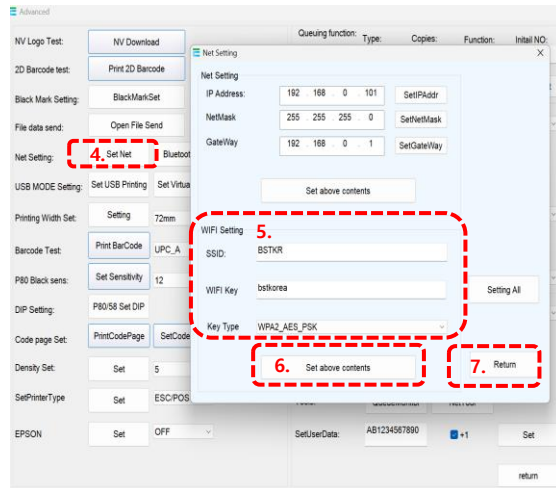 Advanced
NV Logo Test:
NV Download
Queuing function:
Type:
Copies:
Function:
Initail NO:
2D Barcode test:
Print 2D Barcode
Black Mark Setting:
BlackMarkSet
File data send:
Open File Send
Net Setting:
4.
Set Net
Bluetoot
USB MODE Setting:
Set USB Printing
Set Virtua
Printing Width Set:
Setting
72mm
Barcode Test:
Print BarCode
UPC_A
P80 Black sens:
Set Sensitivity
12
DIP Setting:
P80/58 Set DIP
Code page Set:
PrintCodePage
SetCode
Density Set:
Set
5
SetPrinterType
Set
ESC/POS
EPSON
Set
OFF
Net Setting
X
Net Setting
IP Address:
192 . 168 . 0 . 101
SetIPAddr
NetMask
255 . 255 . 255 . 0
SetNetMask
GateWay
192 . 168 . 0 . 1
SetGateWay
Set above contents
WIFI Setting
5.
SSID:
BSTKR
WIFI Key
bstkorea
Key Type
WPA2_AES_PSK
6.
Set above contents
7.
Return
Setting All
SetUserData:
AB1234567890
+1
Set
return